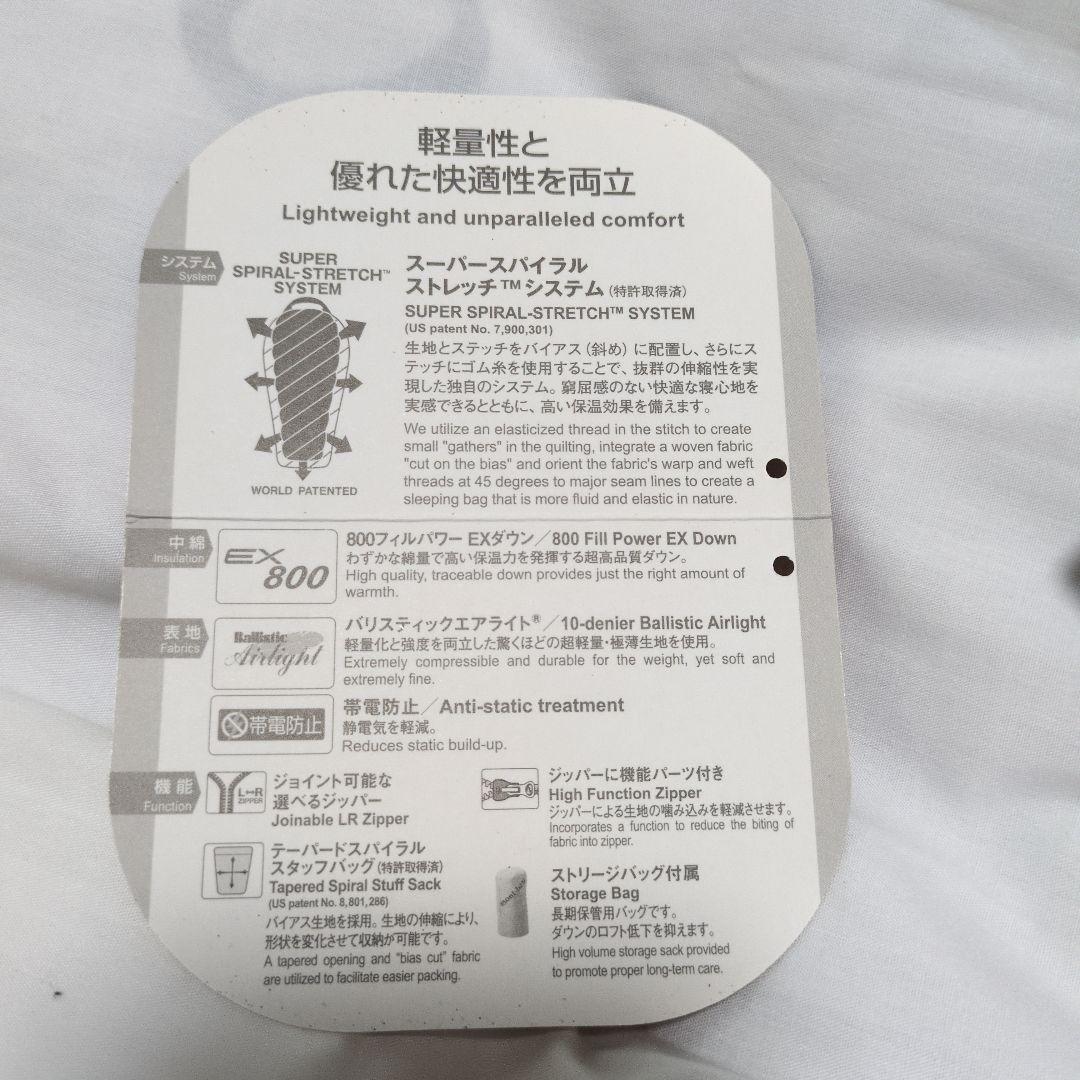 軽量性と
優れた快適性を両立
Lightweight and unparalleled comfort
システム
System
SUPER
SPIRAL-STRETCH™
SYSTEM
WORLD PATENTED
スーパースパイラル
ストレッチ™システム(特許取得済)
SUPER SPIRAL-STRETCH™ SYSTEM
(US patent No. 7,900,301)
生地とステッチをバイアス(斜め)に配置し、さらにス
テッチにゴム糸を使用することで、抜群の伸縮性を実
現した独自のシステム。窮屈感のない快適な寝心地を
実感できるとともに、高い保温効果を備えます。
We utilize an elasticized thread in the stitch to create
small "gathers" in the quilting, integrate a woven fabric
"cut on the bias" and orient the fabric's warp and weft
threads at 45 degrees to major seam lines to create a
sleeping bag that is more fluid and elastic in nature.
中綿
Insulation
EX
800
800フィルパワー EXダウン/800 Fill Power EX Down
わずかな綿量で高い保温力を発揮する超高品質ダウン。
High quality, traceable down provides just the right amount of
warmth.
表地
Fabrics
Ballistic
Airlight
バリスティックエアライト®/10-denier Ballistic Airlight
軽量化と強度を両立した驚くほどの超軽量・極薄生地を使用。
Extremely compressible and durable for the weight, yet soft and
extremely fine.
帯電防止
帯電防止/Anti-static treatment
静電気を軽減。
Reduces static build-up.
機能
Function
L↔R
ZIPPER
ジョイント可能な
選べるジッパー
Joinable LR Zipper
ジッパーに機能パーツ付き
High Function Zipper
ジッパーによる生地の噛み込みを軽減させます。
Incorporates a function to reduce the biting of
fabric into zipper.
テーパードスパイラル
スタッフバッグ(特許取得済)
Tapered Spiral Stuff Sack
(US patent No. 8,801,286)
バイアス生地を採用。生地の伸縮により、
形状を変化させて収納が可能です。
A tapered opening and "bias cut" fabric
are utilized to facilitate easier packing.
mont-bell
ストリージバッグ付属
Storage Bag
長期保管用バッグです。
ダウンのロフト低下を抑えます。
High volume storage sack provided
to promote proper long-term care.